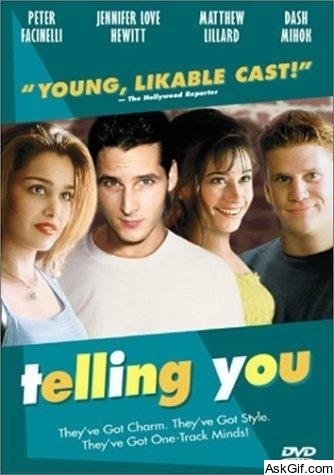 PETER JENNIFER LOVE MATTHEW DASH
FACINELLI HEWITT LILLARD MIHOK
"YOUNG, LIKABLE CAST!"
— The Hollywood Reporter
telling you
They've Got Charm. They've Got Style.
They've Got One-Track Minds!
DVD
AskGif.com